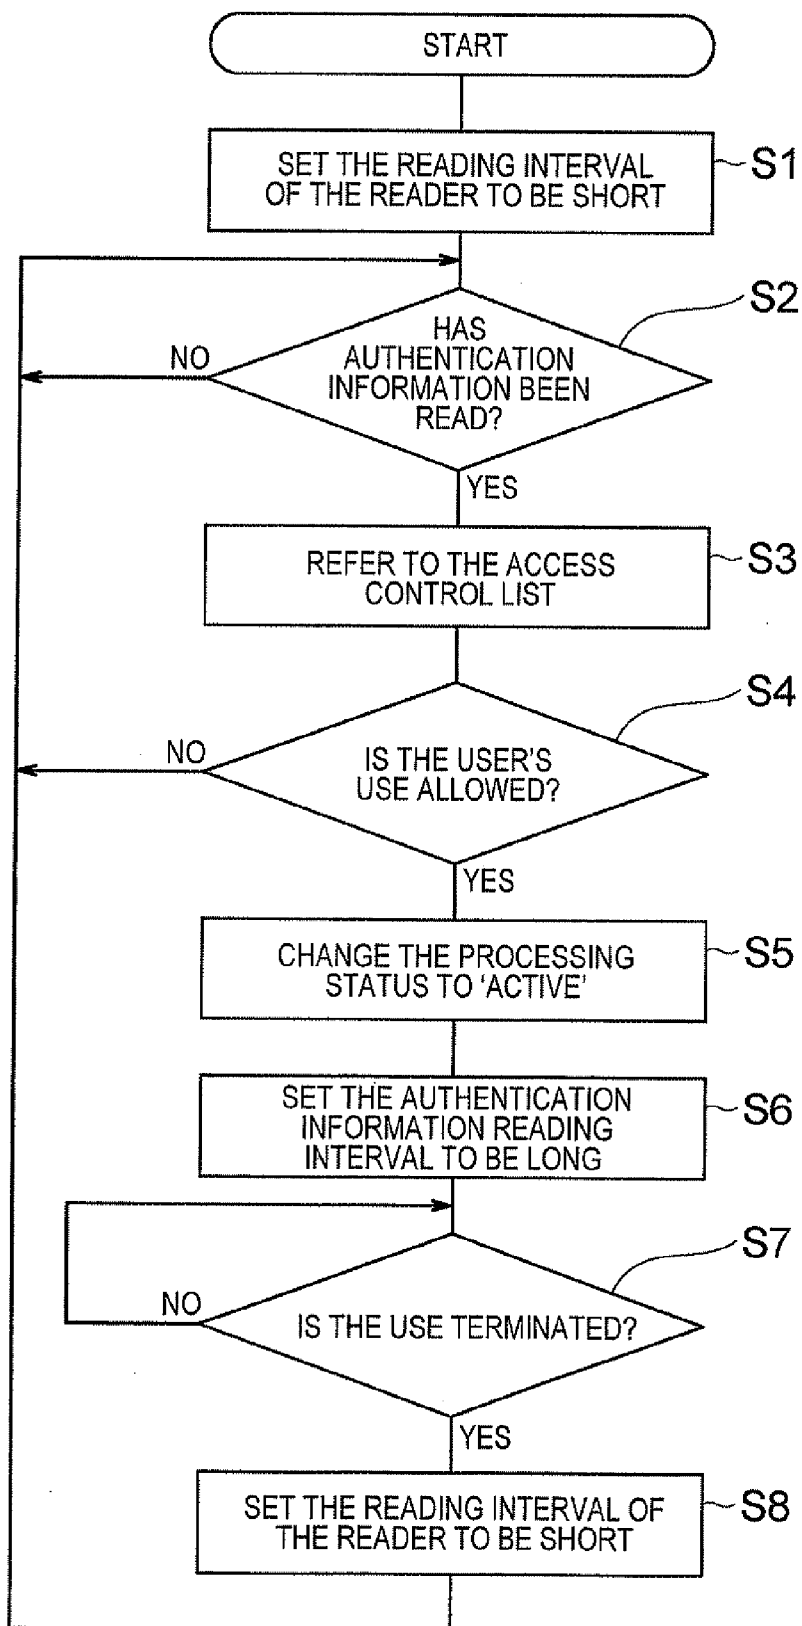 START
SET THE READING INTERVAL
OF THE READER TO BE SHORT
S1
S2
HAS
AUTHENTICATION
INFORMATION BEEN
READ?
NO
YES
REFER TO THE ACCESS
CONTROL LIST
S3
S4
NO
IS THE USER'S
USE ALLOWED?
YES
CHANGE THE PROCESSING
STATUS TO 'ACTIVE'
S5
SET THE AUTHENTICATION
INFORMATION READING
INTERVAL TO BE LONG
S6
S7
NO
IS THE USE TERMINATED?
YES
SET THE READING INTERVAL OF
THE READER TO BE SHORT
S8